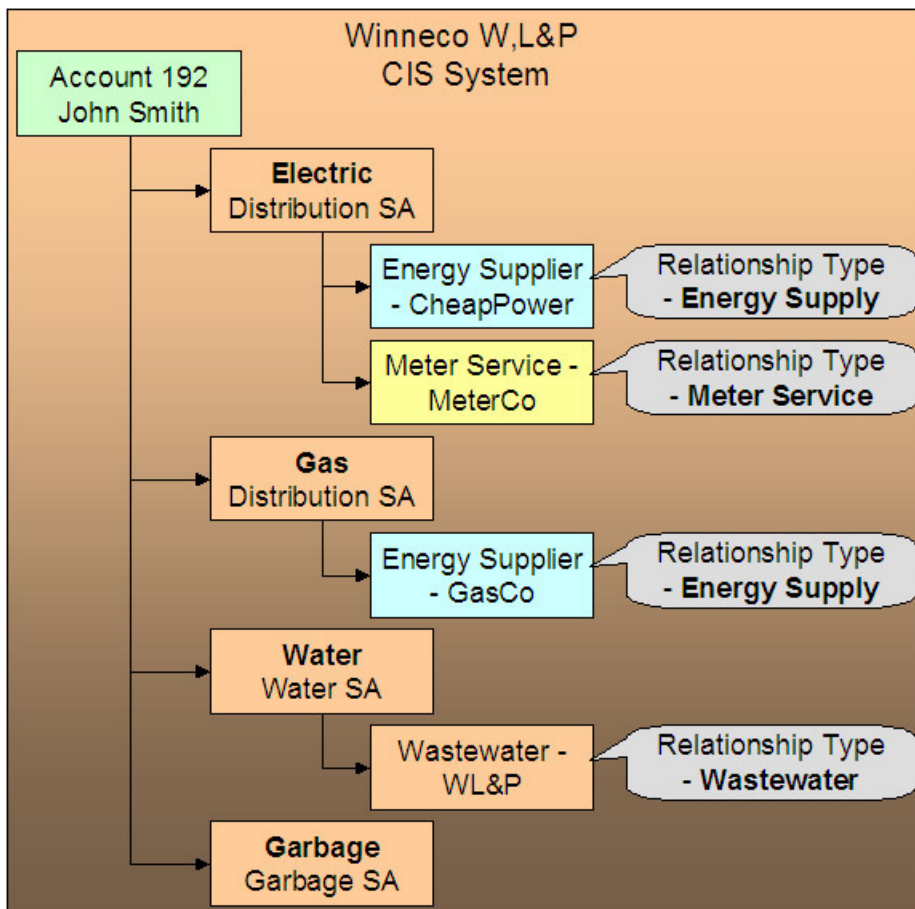 Winneco W,L&P
CIS System
Account 192
John Smith
Electric
Distribution SA
Energy Supplier
- CheapPower
Relationship Type
- Energy Supply
Meter Service -
MeterCo
Relationship Type
- Meter Service
Gas
Distribution SA
Energy Supplier
- GasCo
Relationship Type
- Energy Supply
Water
Water SA
Wastewater -
WL&P
Relationship Type
- Wastewater
Garbage
Garbage SA